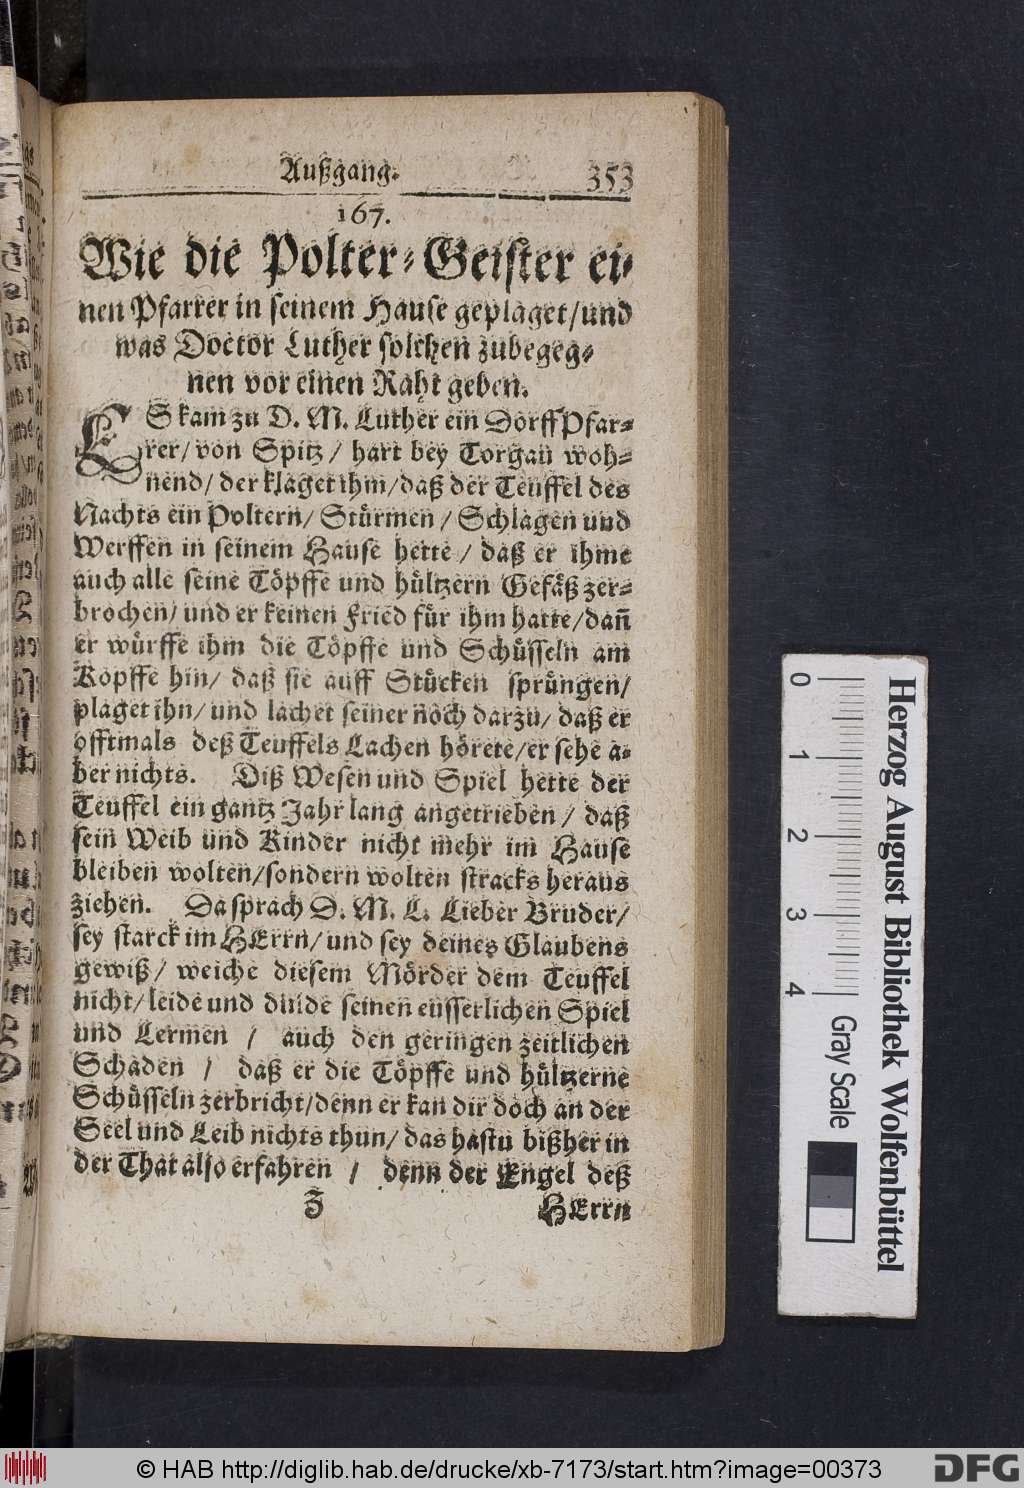 Außgang. 353
167.
Wie die Polter-Geister ei-
nen Pfarrer in seinem Hause geplaget/und
was Doctor Luther solchen zubegeg-
nen vor einen Raht geben.
ES kam zu D. M. Luther ein DorffPfar-
rer/ von Spitz / hart bey Torgau woh-
nend/ der klaget ihm/daß der Teuffel des
Nachts ein Poltern/ Stürmen / Schlagen und
Werffen in seinem Hause hette / daß er ihme
auch alle seine Töpffe und hültzern Gefäß zer-
brochen/ und er keinen Fried für ihm hatte/dañ
er würffe ihm die Töpffe und Schüsseln am
Kopffe hin/ daß sie auff Stücken sprüngen/
plaget ihn/ und lachet seiner noch darzu/ daß er
offtmals deß Teuffels Lachen hörete/er sehe a-
ber nichts. Diß Wesen und Spiel hette der
Teuffel ein gantz Jahr lang angetrieben / daß
sein Weib und Kinder nicht mehr im Hause
bleiben wolten/sondern wolten stracks heraus
ziehen. Da sprach D. M. L. Lieber Bruder/
sey starck im HErrn/ und sey deines Glaubens
gewiß/ weiche diesem Mörder dem Teuffel
nicht/ leide und dulde seinen eusserlichen Spiel
und Lermen / auch den geringen zeitlichen
Schaden / daß er die Töpffe und hültzerne
Schüsseln zerbricht/denn er kan dir doch an der
Seel und Leib nichts thun/ das hastu bißher in
der That also erfahren / denn der Engel deß
Z HErrn
0 1 2 3 4 Gray Scale
Herzog August Bibliothek Wolfenbüttel
© HAB http://diglib.hab.de/drucke/xb-7173/start.htm?image=00373
DFG